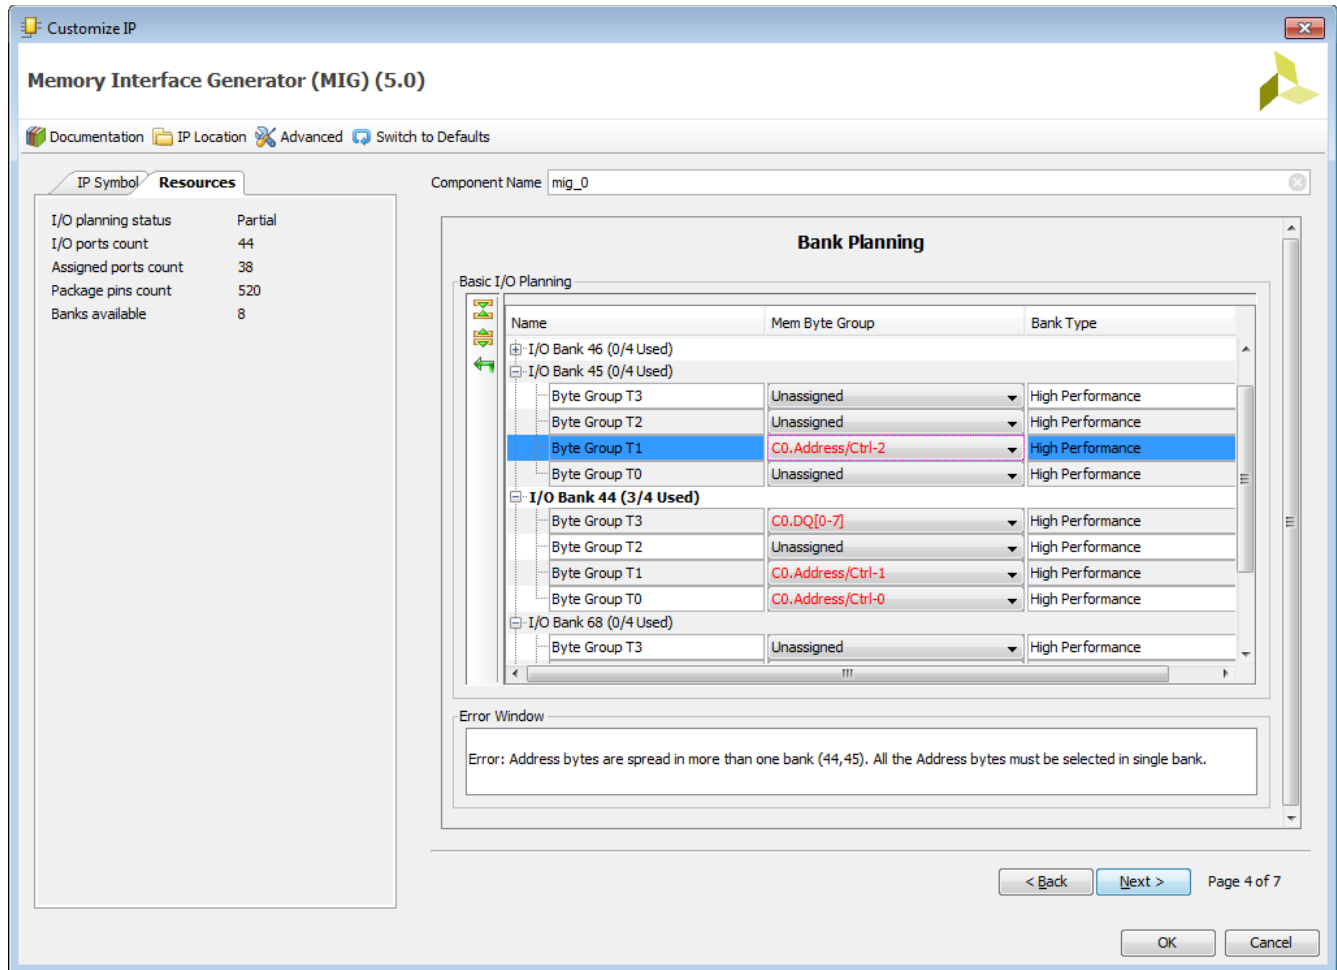 Customize IP
Memory Interface Generator (MIG) (5.0)
Documentation IP Location Advanced Switch to Defaults
IP Symbol Resources
I/O planning status Partial
I/O ports count 44
Assigned ports count 38
Package pins count 520
Banks available 8
Component Name mig_0
Bank Planning
Basic I/O Planning
Name Mem Byte Group Bank Type
I/O Bank 46 (0/4 Used)
I/O Bank 45 (0/4 Used)
Byte Group T3 Unassigned High Performance
Byte Group T2 Unassigned High Performance
Byte Group T1 C0.Address/Ctrl-2 High Performance
Byte Group T0 Unassigned High Performance
I/O Bank 44 (3/4 Used)
Byte Group T3 C0.DQ[0-7] High Performance
Byte Group T2 Unassigned High Performance
Byte Group T1 C0.Address/Ctrl-1 High Performance
Byte Group T0 C0.Address/Ctrl-0 High Performance
I/O Bank 68 (0/4 Used)
Byte Group T3 Unassigned High Performance
Error Window
Error: Address bytes are spread in more than one bank (44,45). All the Address bytes must be selected in single bank.
< Back Next > Page 4 of 7
OK Cancel